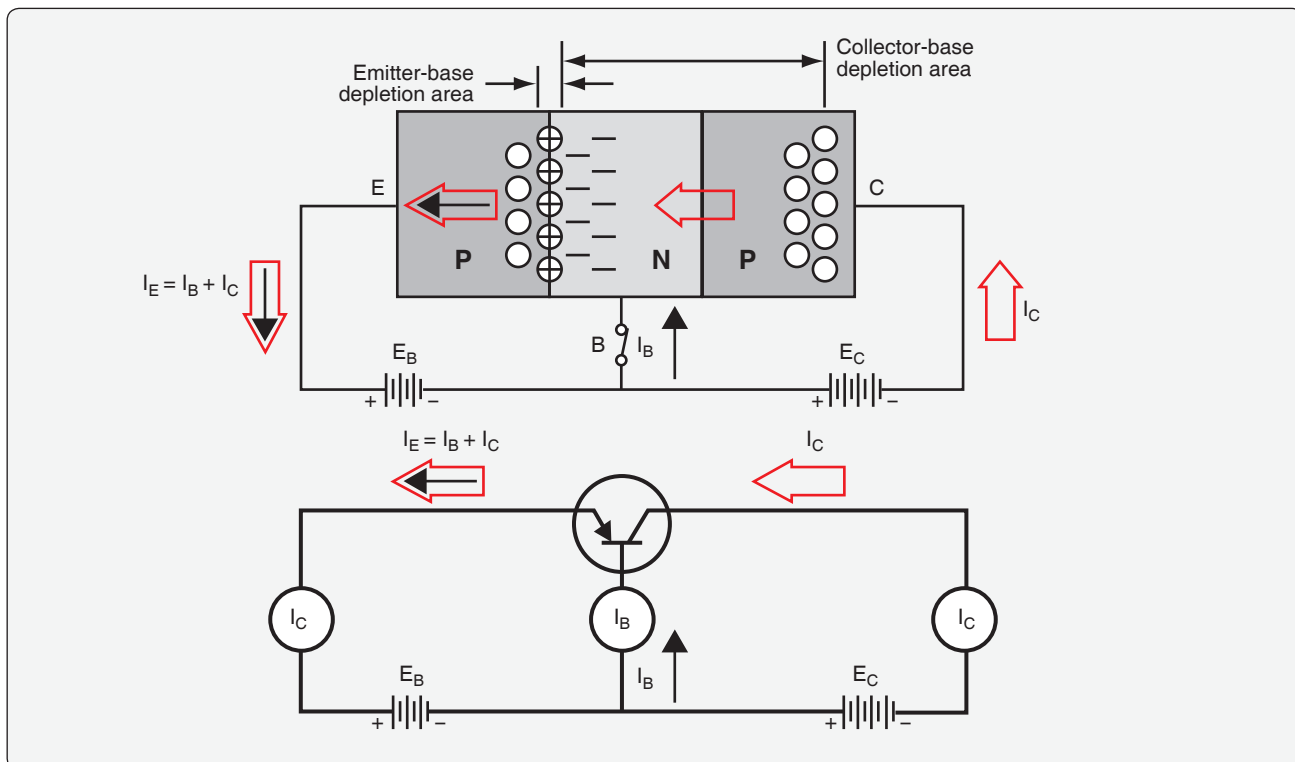 Collector-base
depletion area
Emitter-base
depletion area
E
C
P
N
P
I_E = I_B + I_C
I_C
B
I_B
E_B
E_C
+
−
+
−
I_E = I_B + I_C
I_C
I_C
I_B
I_C
E_B
I_B
E_C
+
−
+
−